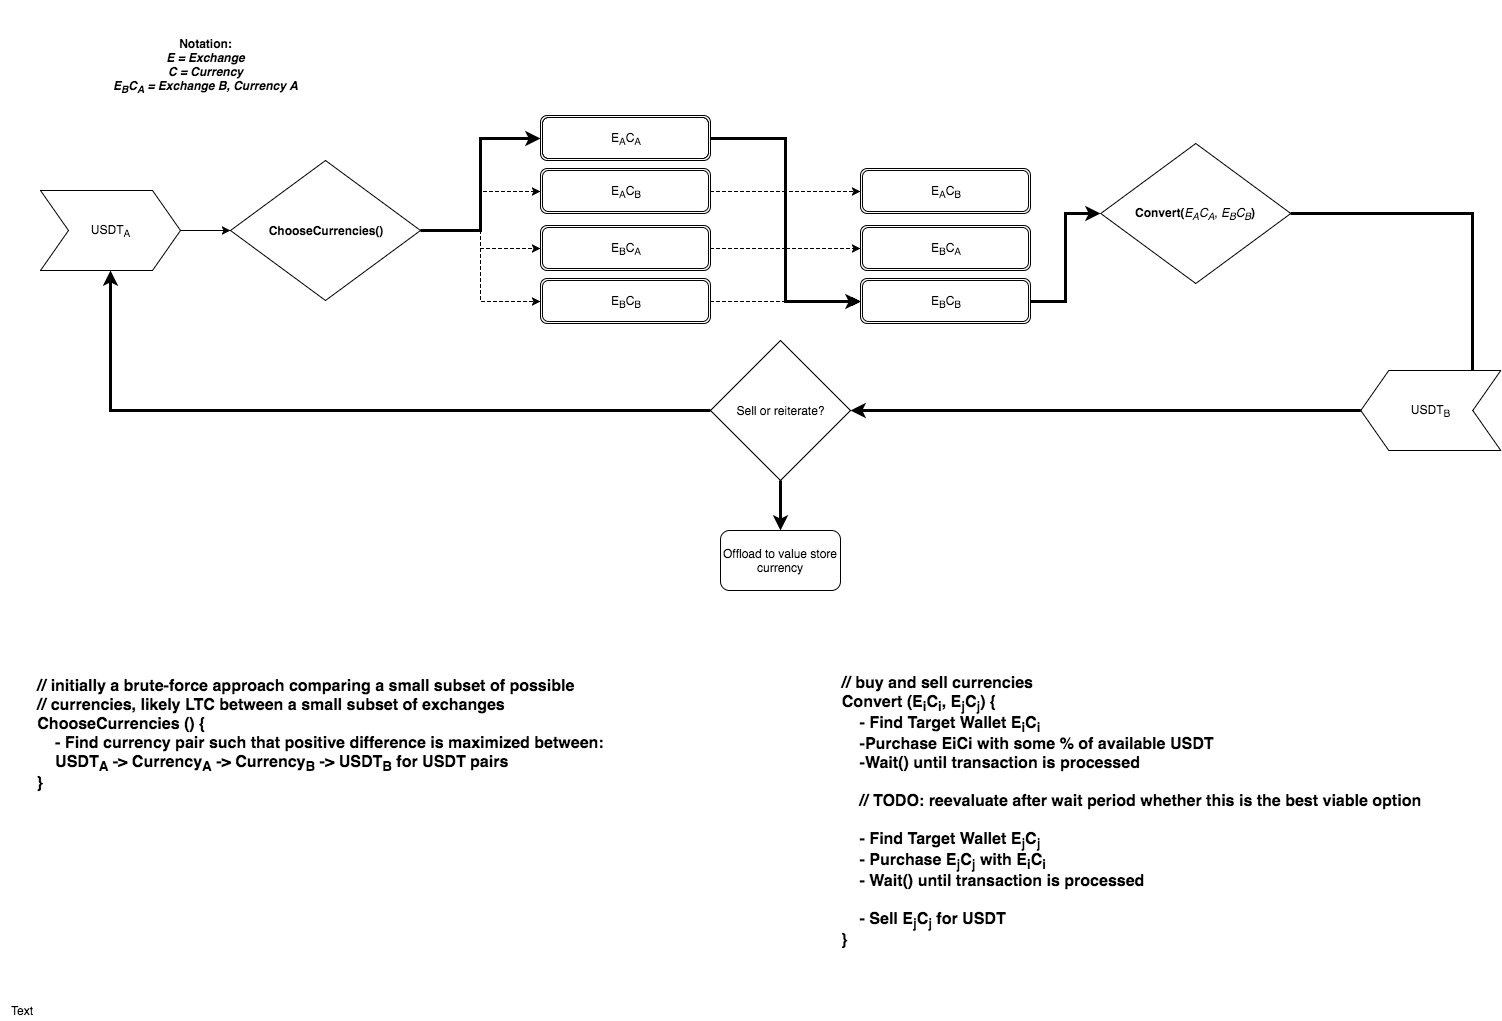 Notation:
E = Exchange
C = Currency
E_BC_A = Exchange B, Currency A
E_AC_A
E_AC_B
E_AC_B
Convert(E_AC_A, E_BC_B)
USDT_A
ChooseCurrencies()
E_BC_A
E_BC_A
E_BC_B
E_BC_B
Sell or reiterate?
USDT_B
Offload to value store
currency
// initially a brute-force approach comparing a small subset of possible
// currencies, likely LTC between a small subset of exchanges
ChooseCurrencies () {
- Find currency pair such that positive difference is maximized between:
USDT_A -> Currency_A -> Currency_B -> USDT_B for USDT pairs
}
// buy and sell currencies
Convert (E_iC_i, E_jC_j) {
- Find Target Wallet E_iC_i
-Purchase EiCi with some % of available USDT
-Wait() until transaction is processed
// TODO: reevaluate after wait period whether this is the best viable option
- Find Target Wallet E_jC_j
- Purchase E_jC_j with E_iC_i
- Wait() until transaction is processed
- Sell E_jC_j for USDT
}
Text